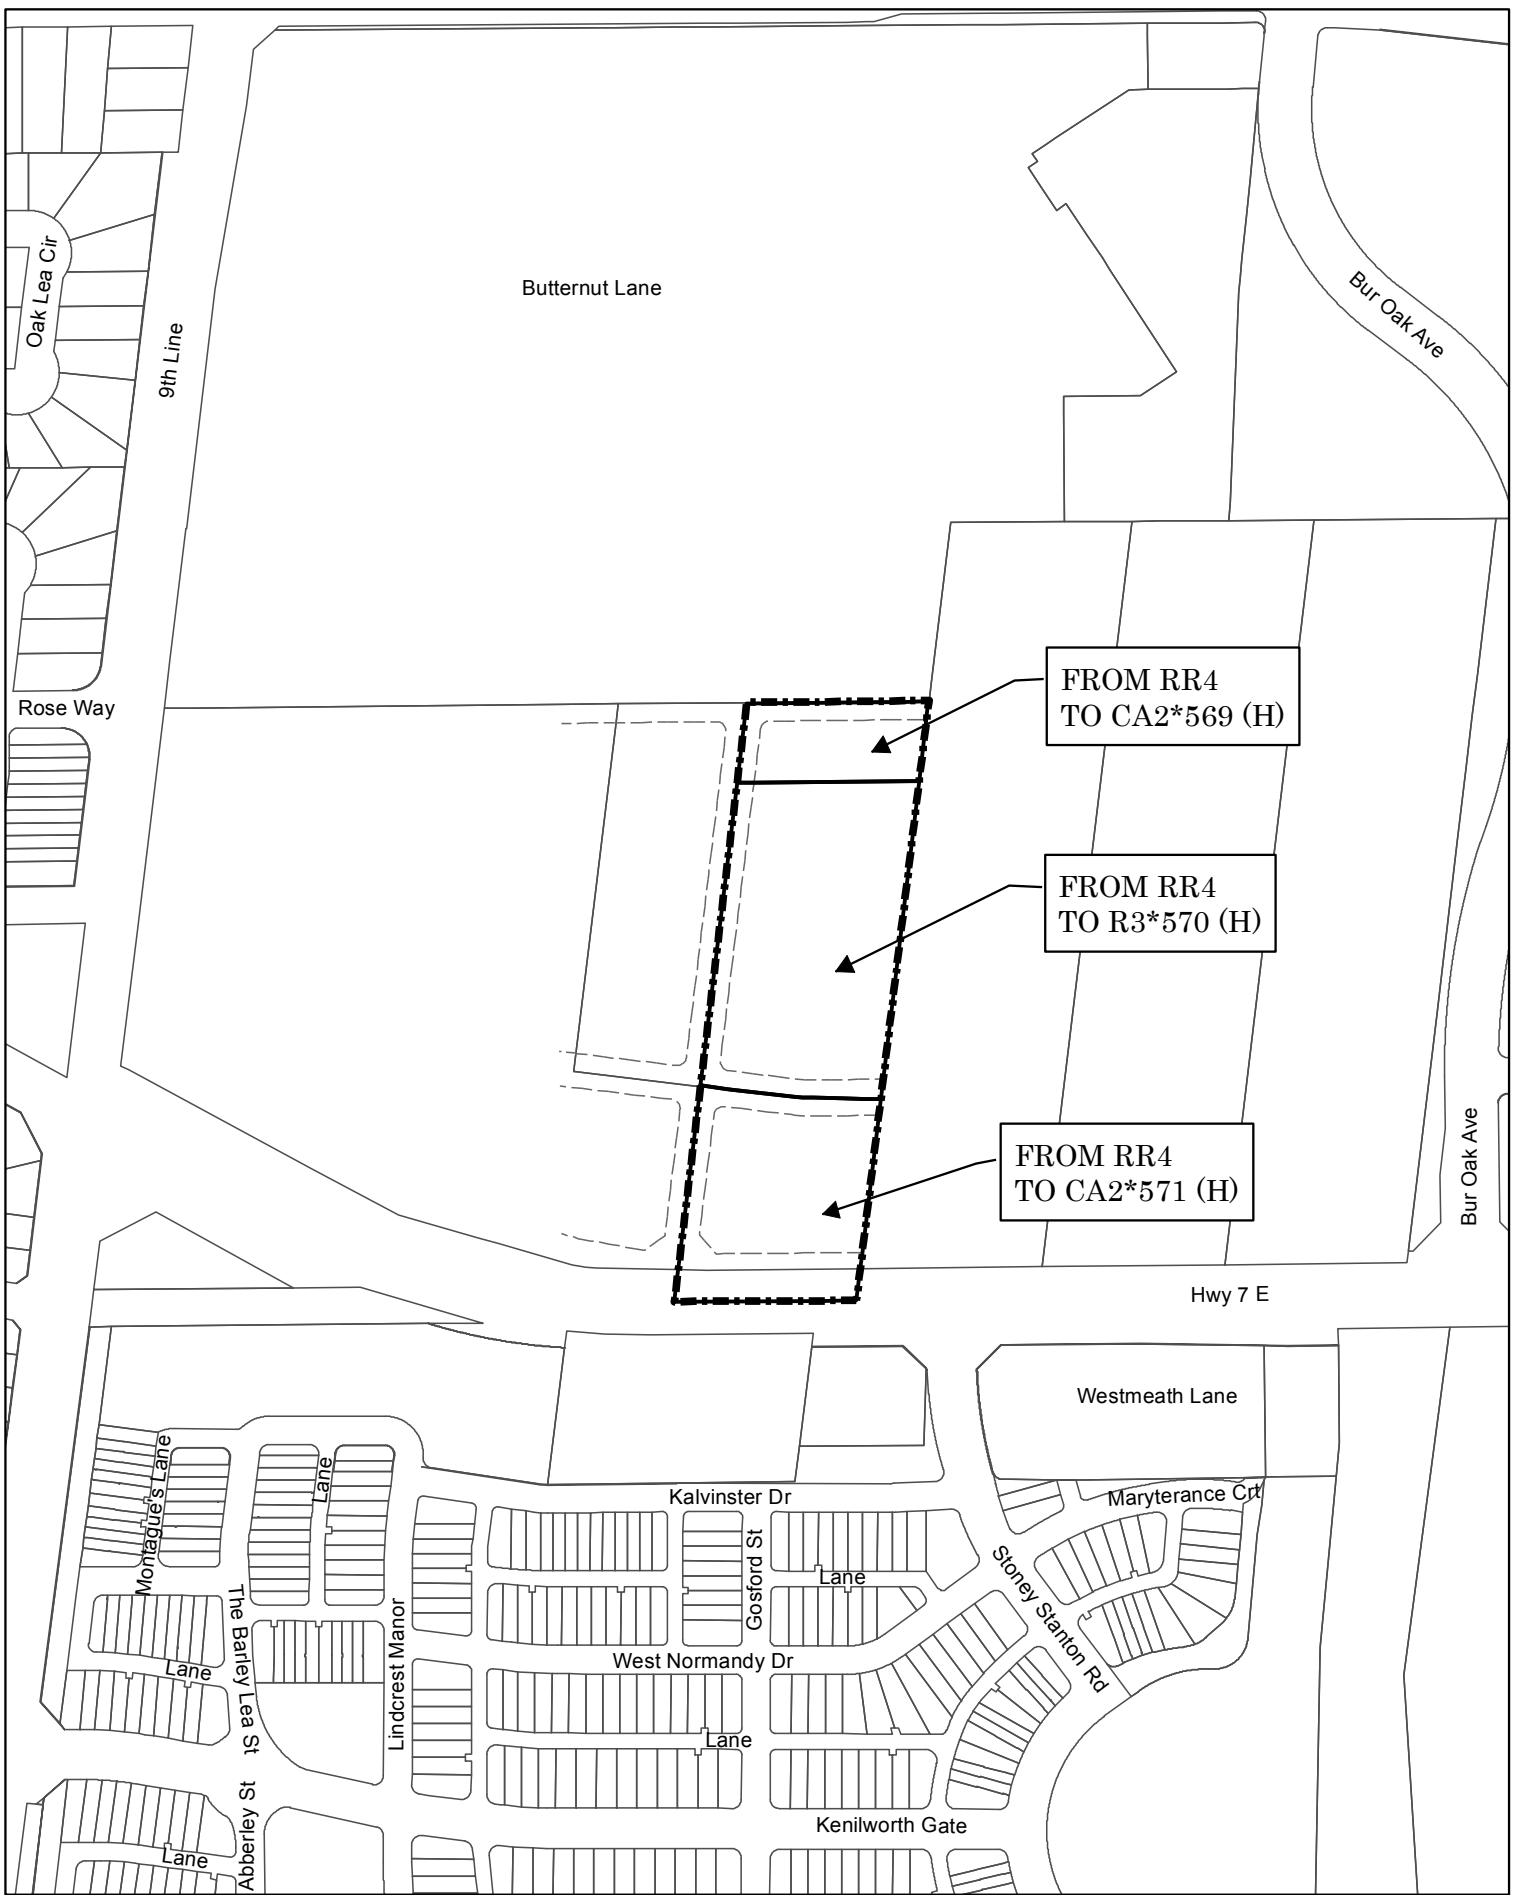 Oak Lea Cir
Butternut Lane
Bur Oak Ave
9th Line
FROM RR4
TO CA2*569 (H)
Rose Way
FROM RR4
TO R3*570 (H)
FROM RR4
TO CA2*571 (H)
Bur Oak Ave
Hwy 7 E
Westmeath Lane
Montague's Lane
Lane
Kalvinster Dr
Maryterance Crt
Gosford St
Lane
Stoney Stanton Rd
The Barley Lea St
Lindcrest Manor
West Normandy Dr
Lane
Lane
Abberley St
Kenilworth Gate
Lane